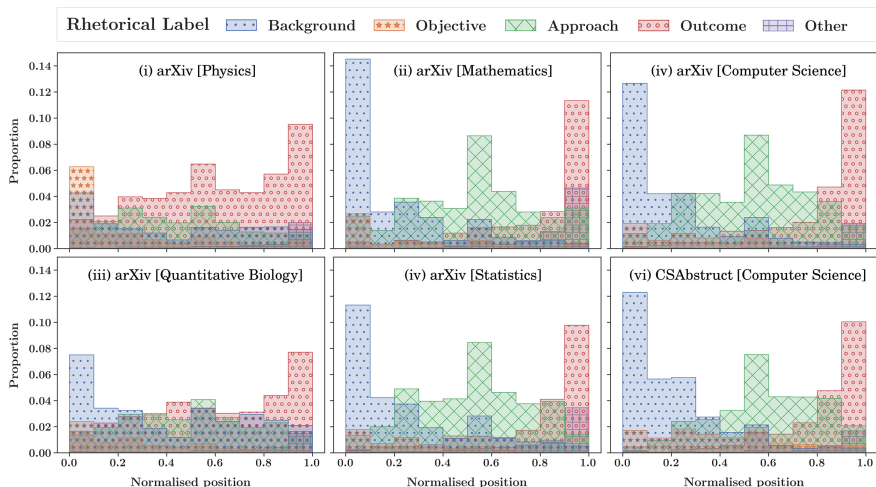 Rhetorical Label Background Objective Approach Outcome Other
(i) arXiv [Physics] (ii) arXiv [Mathematics] (iv) arXiv [Computer Science]
0.14
0.12
0.10
0.08
0.06
0.04
0.02
0.00
Proportion
(iii) arXiv [Quantitative Biology] (iv) arXiv [Statistics] (vi) CSAbstract [Computer Science]
0.14
0.12
0.10
0.08
0.06
0.04
0.02
0.00
Proportion
0.0 0.2 0.4 0.6 0.8 1.0 0.0 0.2 0.4 0.6 0.8 1.0 0.0 0.2 0.4 0.6 0.8 1.0
Normalised position Normalised position Normalised position